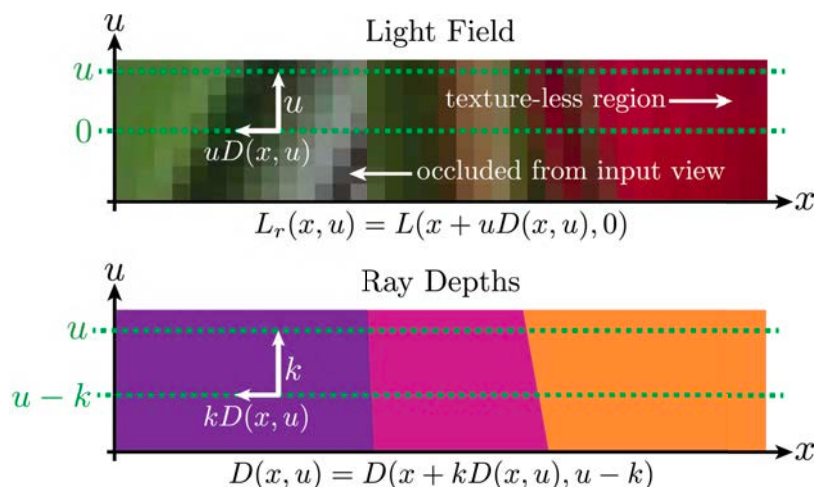 Light Field
u
u
0
u
uD(x, u)
texture-less region
occluded from input view
x
L_r(x, u) = L(x + uD(x, u), 0)
Ray Depths
u
u
u − k
k
kD(x, u)
x
D(x, u) = D(x + kD(x, u), u − k)